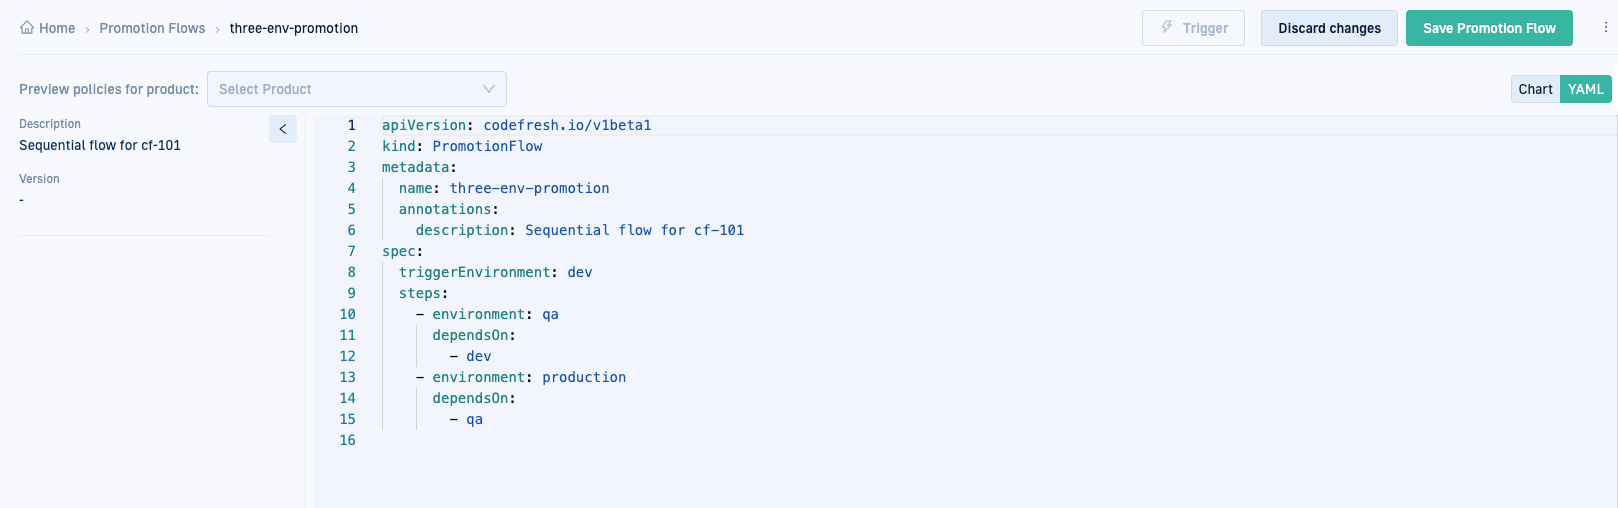 Home > Promotion Flows > three-env-promotion
Trigger
Discard changes
Save Promotion Flow
Preview policies for product: Select Product
Chart YAML
Description
Sequential flow for cf-101
Version
-
<
1 apiVersion: codefresh.io/v1beta1
2 kind: PromotionFlow
3 metadata:
4   name: three-env-promotion
5   annotations:
6     description: Sequential flow for cf-101
7 spec:
8   triggerEnvironment: dev
9   steps:
10     - environment: qa
11       dependsOn:
12         - dev
13     - environment: production
14       dependsOn:
15         - qa
16